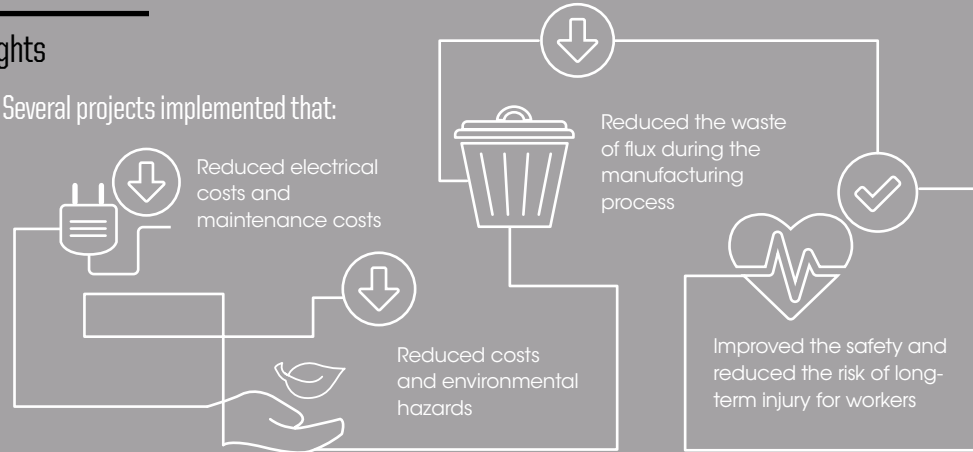 ghts
Several projects implemented that:
Reduced electrical
costs and
maintenance costs
Reduced costs
and environmental
hazards
Reduced the waste
of flux during the
manufacturing
process
Improved the safety and
reduced the risk of long-
term injury for workers